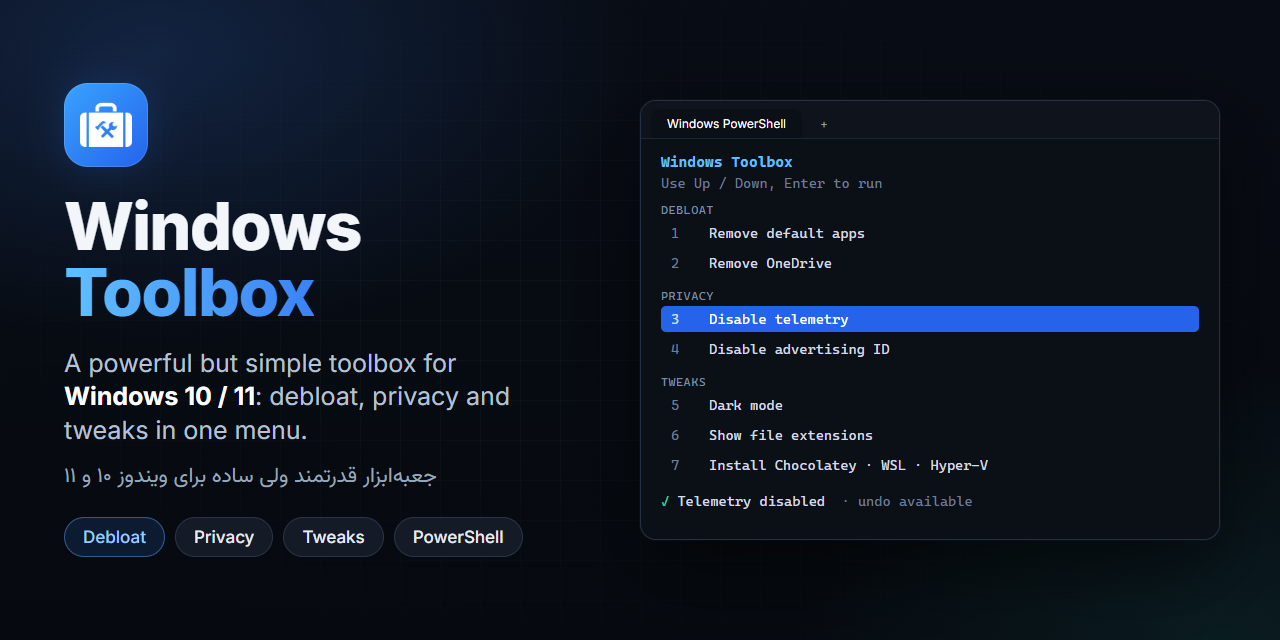 Windows
Toolbox
A powerful but simple toolbox for
Windows 10 / 11: debloat, privacy and
tweaks in one menu.
جعبه‌ابزار قدرتمند ولی ساده برای ویندوز ۱۰ و ۱۱
Debloat Privacy Tweaks PowerShell
Windows PowerShell +
Windows Toolbox
Use Up / Down, Enter to run
DEBLOAT
1 Remove default apps
2 Remove OneDrive
PRIVACY
3 Disable telemetry
4 Disable advertising ID
TWEAKS
5 Dark mode
6 Show file extensions
7 Install Chocolatey · WSL · Hyper-V
✓ Telemetry disabled · undo available